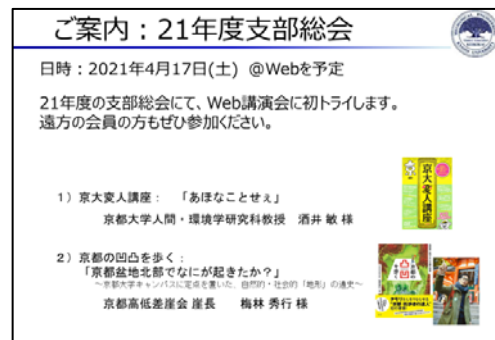 ご案内：21年度支部総会
日時：2021年4月17日(土) @Webを予定
21年度の支部総会にて、Web講演会に初トライします。
遠方の会員の方もぜひ参加ください。
1）京大変人講座： 「あほなことせぇ」
京都大学人間・環境学研究科教授 酒井 敏 様
京大変人講座
2）京都の凹凸を歩く：
「京都盆地北部でなにが起きたか？」
～京都大学キャンパスに定点を置いた、自然的・社会的「地形」の通史～
京都高低差崖会 崖長 梅林 秀行 様